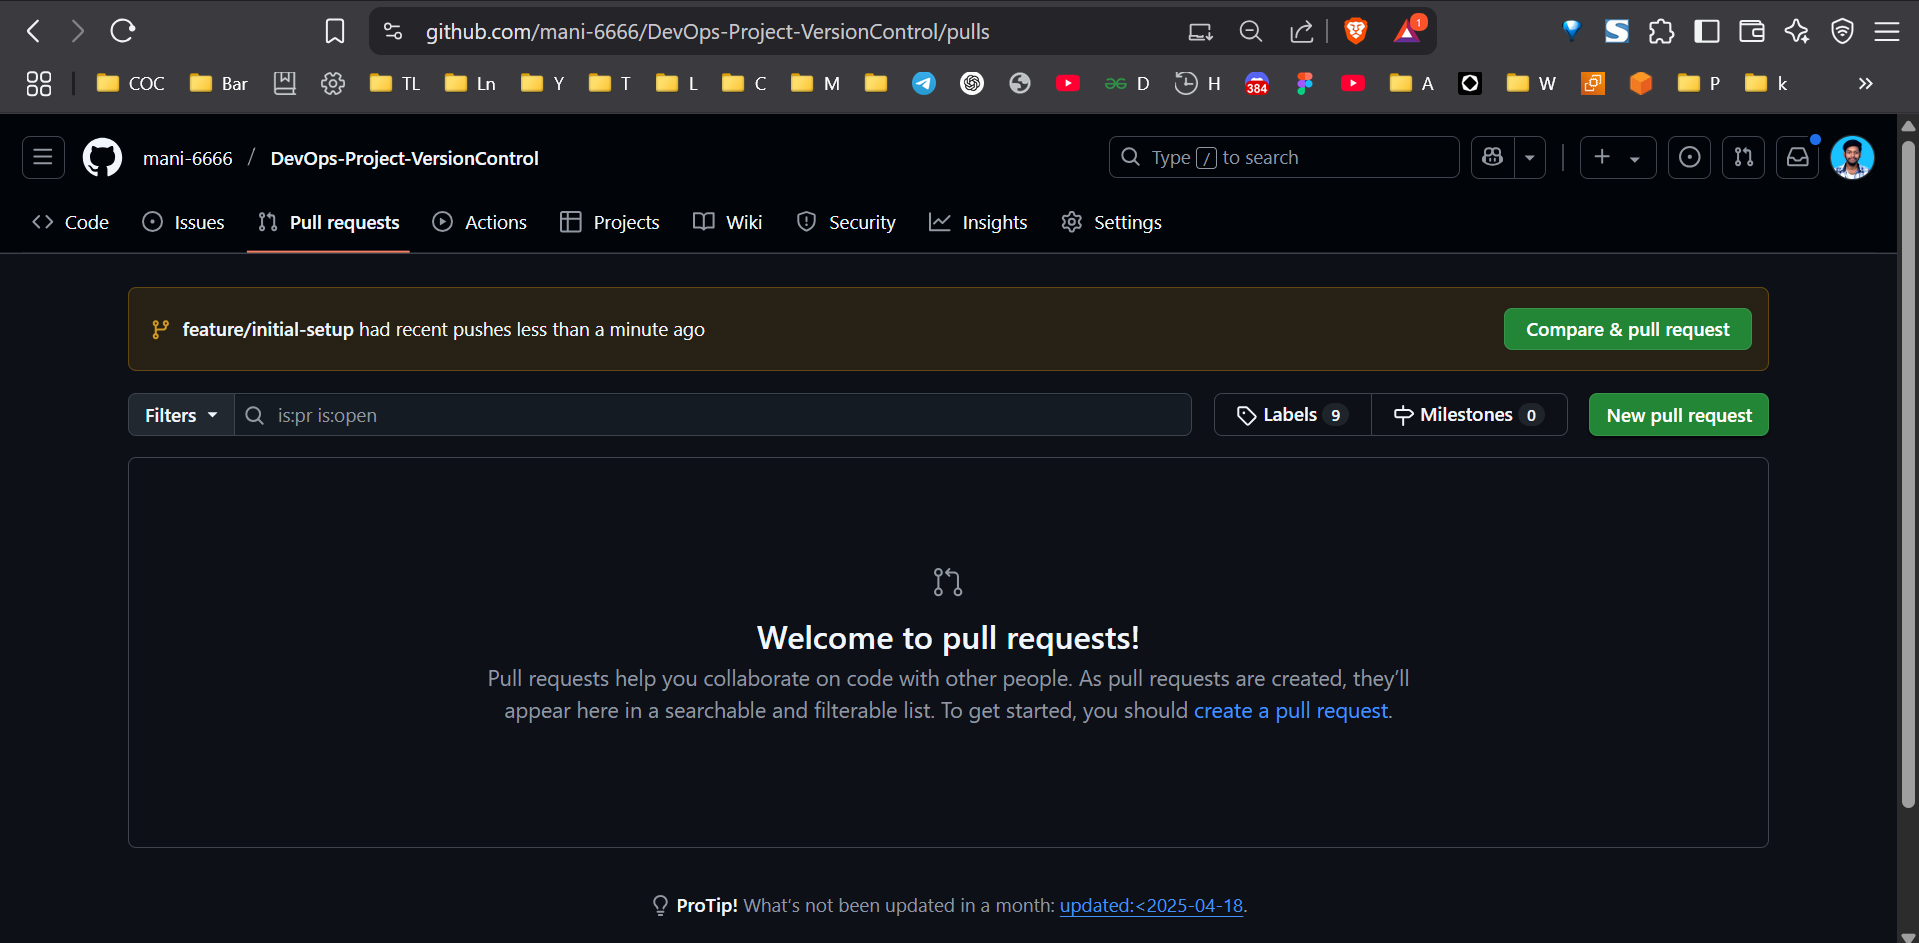 github.com/mani-6666/DevOps-Project-VersionControl/pulls
1
COC
Bar
TL
Ln
Y
T
L
C
M
D
H
384
A
W
P
k
mani-6666 / DevOps-Project-VersionControl
Type / to search
Code
Issues
Pull requests
Actions
Projects
Wiki
Security
Insights
Settings
feature/initial-setup had recent pushes less than a minute ago
Compare & pull request
Filters
is:pr is:open
Labels 9
Milestones 0
New pull request
Welcome to pull requests!
Pull requests help you collaborate on code with other people. As pull requests are created, they’ll
appear here in a searchable and filterable list. To get started, you should create a pull request.
ProTip! What’s not been updated in a month: updated:<2025-04-18.